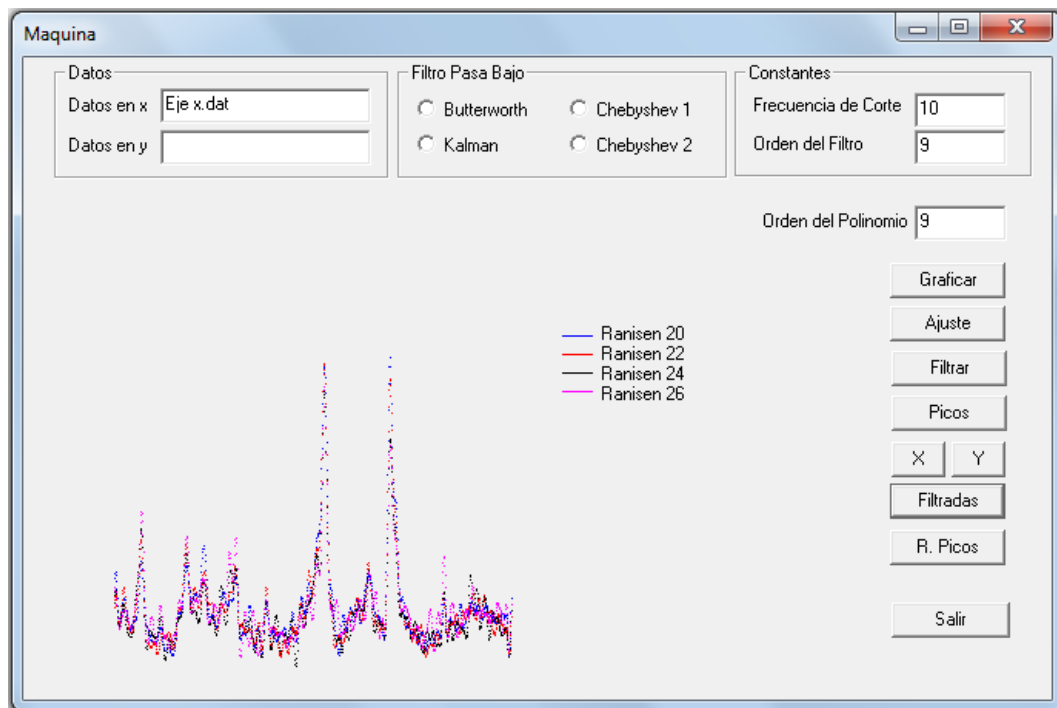 Maquina
Datos
Datos en x Eje x.dat
Datos en y
Filtro Pasa Bajo
Butterworth Chebyshev 1
Kalman Chebyshev 2
Constantes
Frecuencia de Corte 10
Orden del Filtro 9
Orden del Polinomio 9
Graficar
Ajuste
Filtrar
Picos
X Y
Filtradas
R. Picos
Salir
Ranisen 20
Ranisen 22
Ranisen 24
Ranisen 26